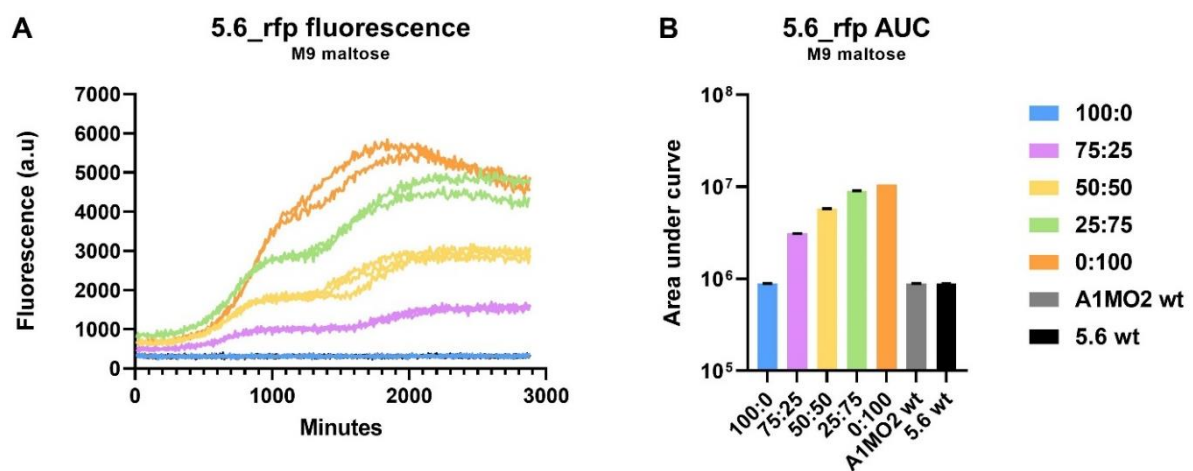 A
5.6_rfp fluorescence
M9 maltose
Fluorescence (a.u)
7000
6000
5000
4000
3000
2000
1000
0
0
1000
2000
3000
Minutes
B
5.6_rfp AUC
M9 maltose
Area under curve
10⁸
10⁷
10⁶
10⁵
100:0
75:25
50:50
25:75
0:100
A1MO2 wt
5.6 wt
100:0
75:25
50:50
25:75
0:100
A1MO2 wt
5.6 wt